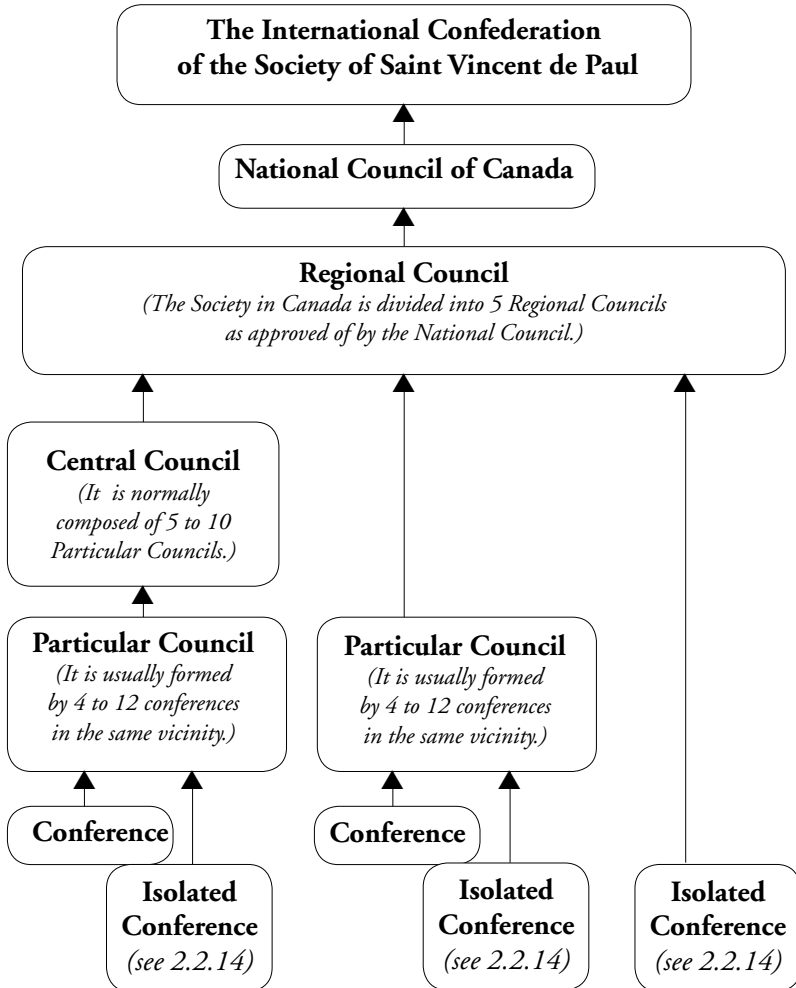 The International Confederation
of the Society of Saint Vincent de Paul
National Council of Canada
Regional Council
(The Society in Canada is divided into 5 Regional Councils
as approved of by the National Council.)
Central Council
(It is normally
composed of 5 to 10
Particular Councils.)
Particular Council
(It is usually formed
by 4 to 12 conferences
in the same vicinity.)
Particular Council
(It is usually formed
by 4 to 12 conferences
in the same vicinity.)
Conference
Conference
Isolated
Conference
(see 2.2.14)
Isolated
Conference
(see 2.2.14)
Isolated
Conference
(see 2.2.14)